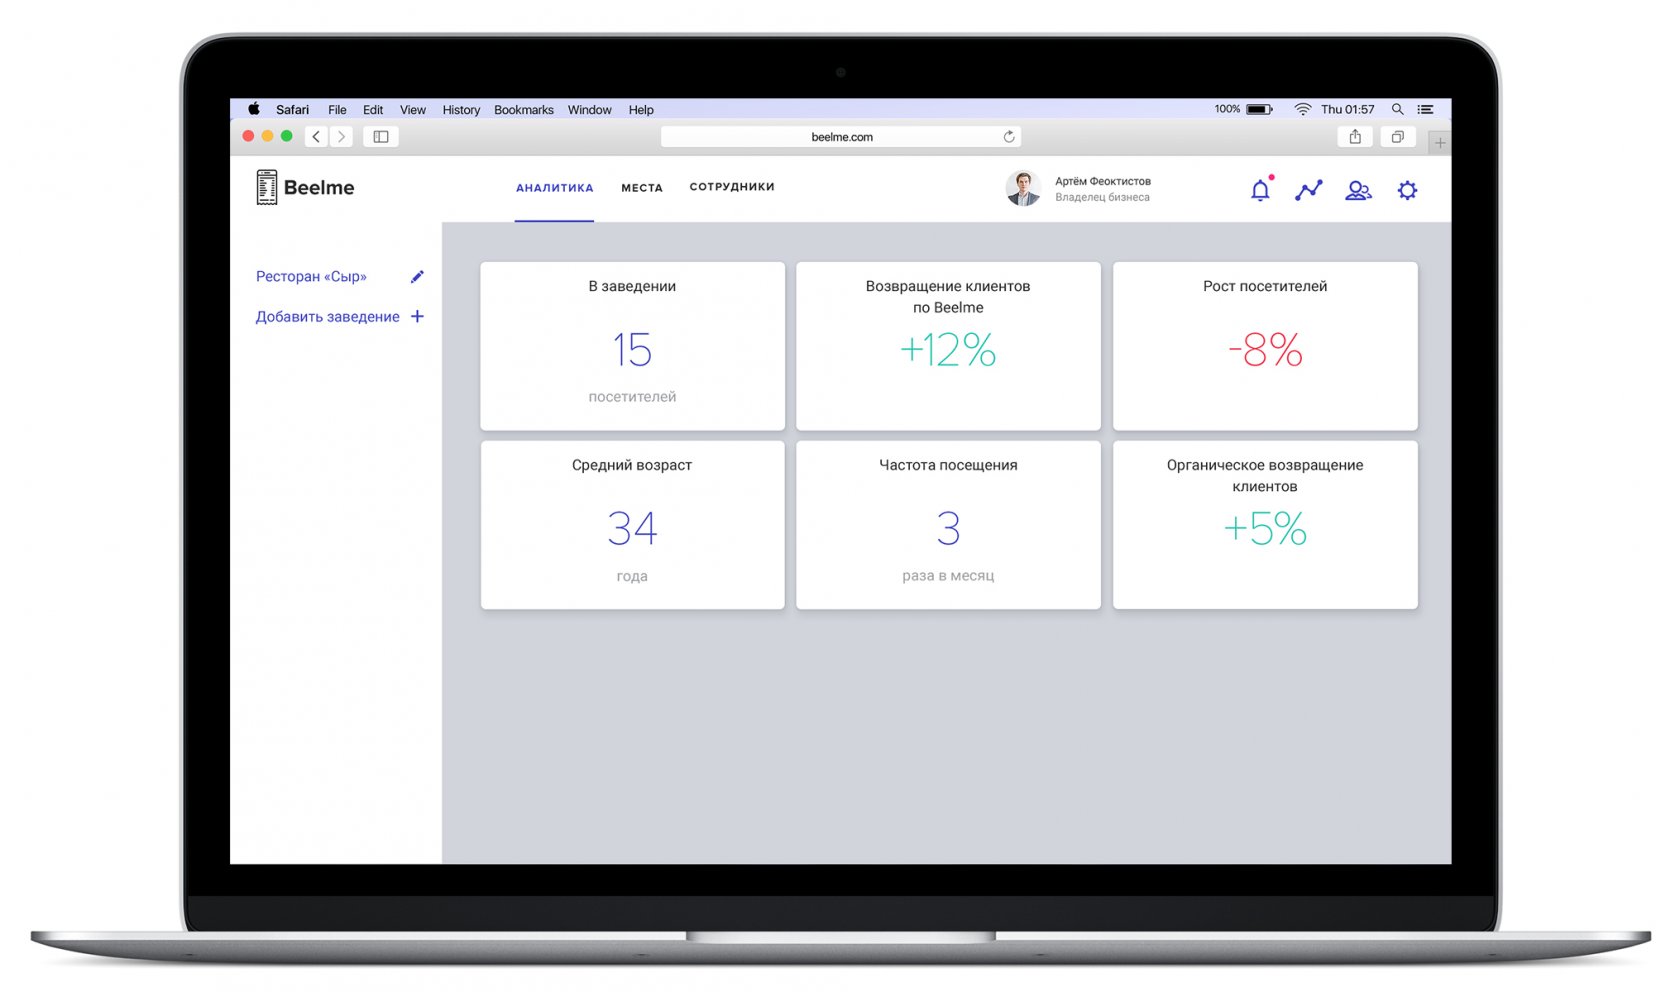 Safari File Edit View History Bookmarks Window Help 100% Thu 01:57
beelme.com
Beelme
АНАЛИТИКА МЕСТА СОТРУДНИКИ
Артём Феоктистов
Владелец бизнеса
Ресторан «Сыр»
Добавить заведение +
В заведении
15
посетителей
Возвращение клиентов
по Beelme
+12%
Рост посетителей
-8%
Средний возраст
34
года
Частота посещения
3
раза в месяц
Органическое возвращение
клиентов
+5%